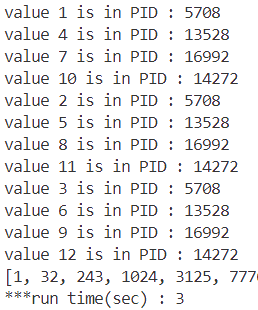 value 1 is in PID : 5708
value 4 is in PID : 13528
value 7 is in PID : 16992
value 10 is in PID : 14272
value 2 is in PID : 5708
value 5 is in PID : 13528
value 8 is in PID : 16992
value 11 is in PID : 14272
value 3 is in PID : 5708
value 6 is in PID : 13528
value 9 is in PID : 16992
value 12 is in PID : 14272
[1, 32, 243, 1024, 3125, 777
***run time(sec) : 3